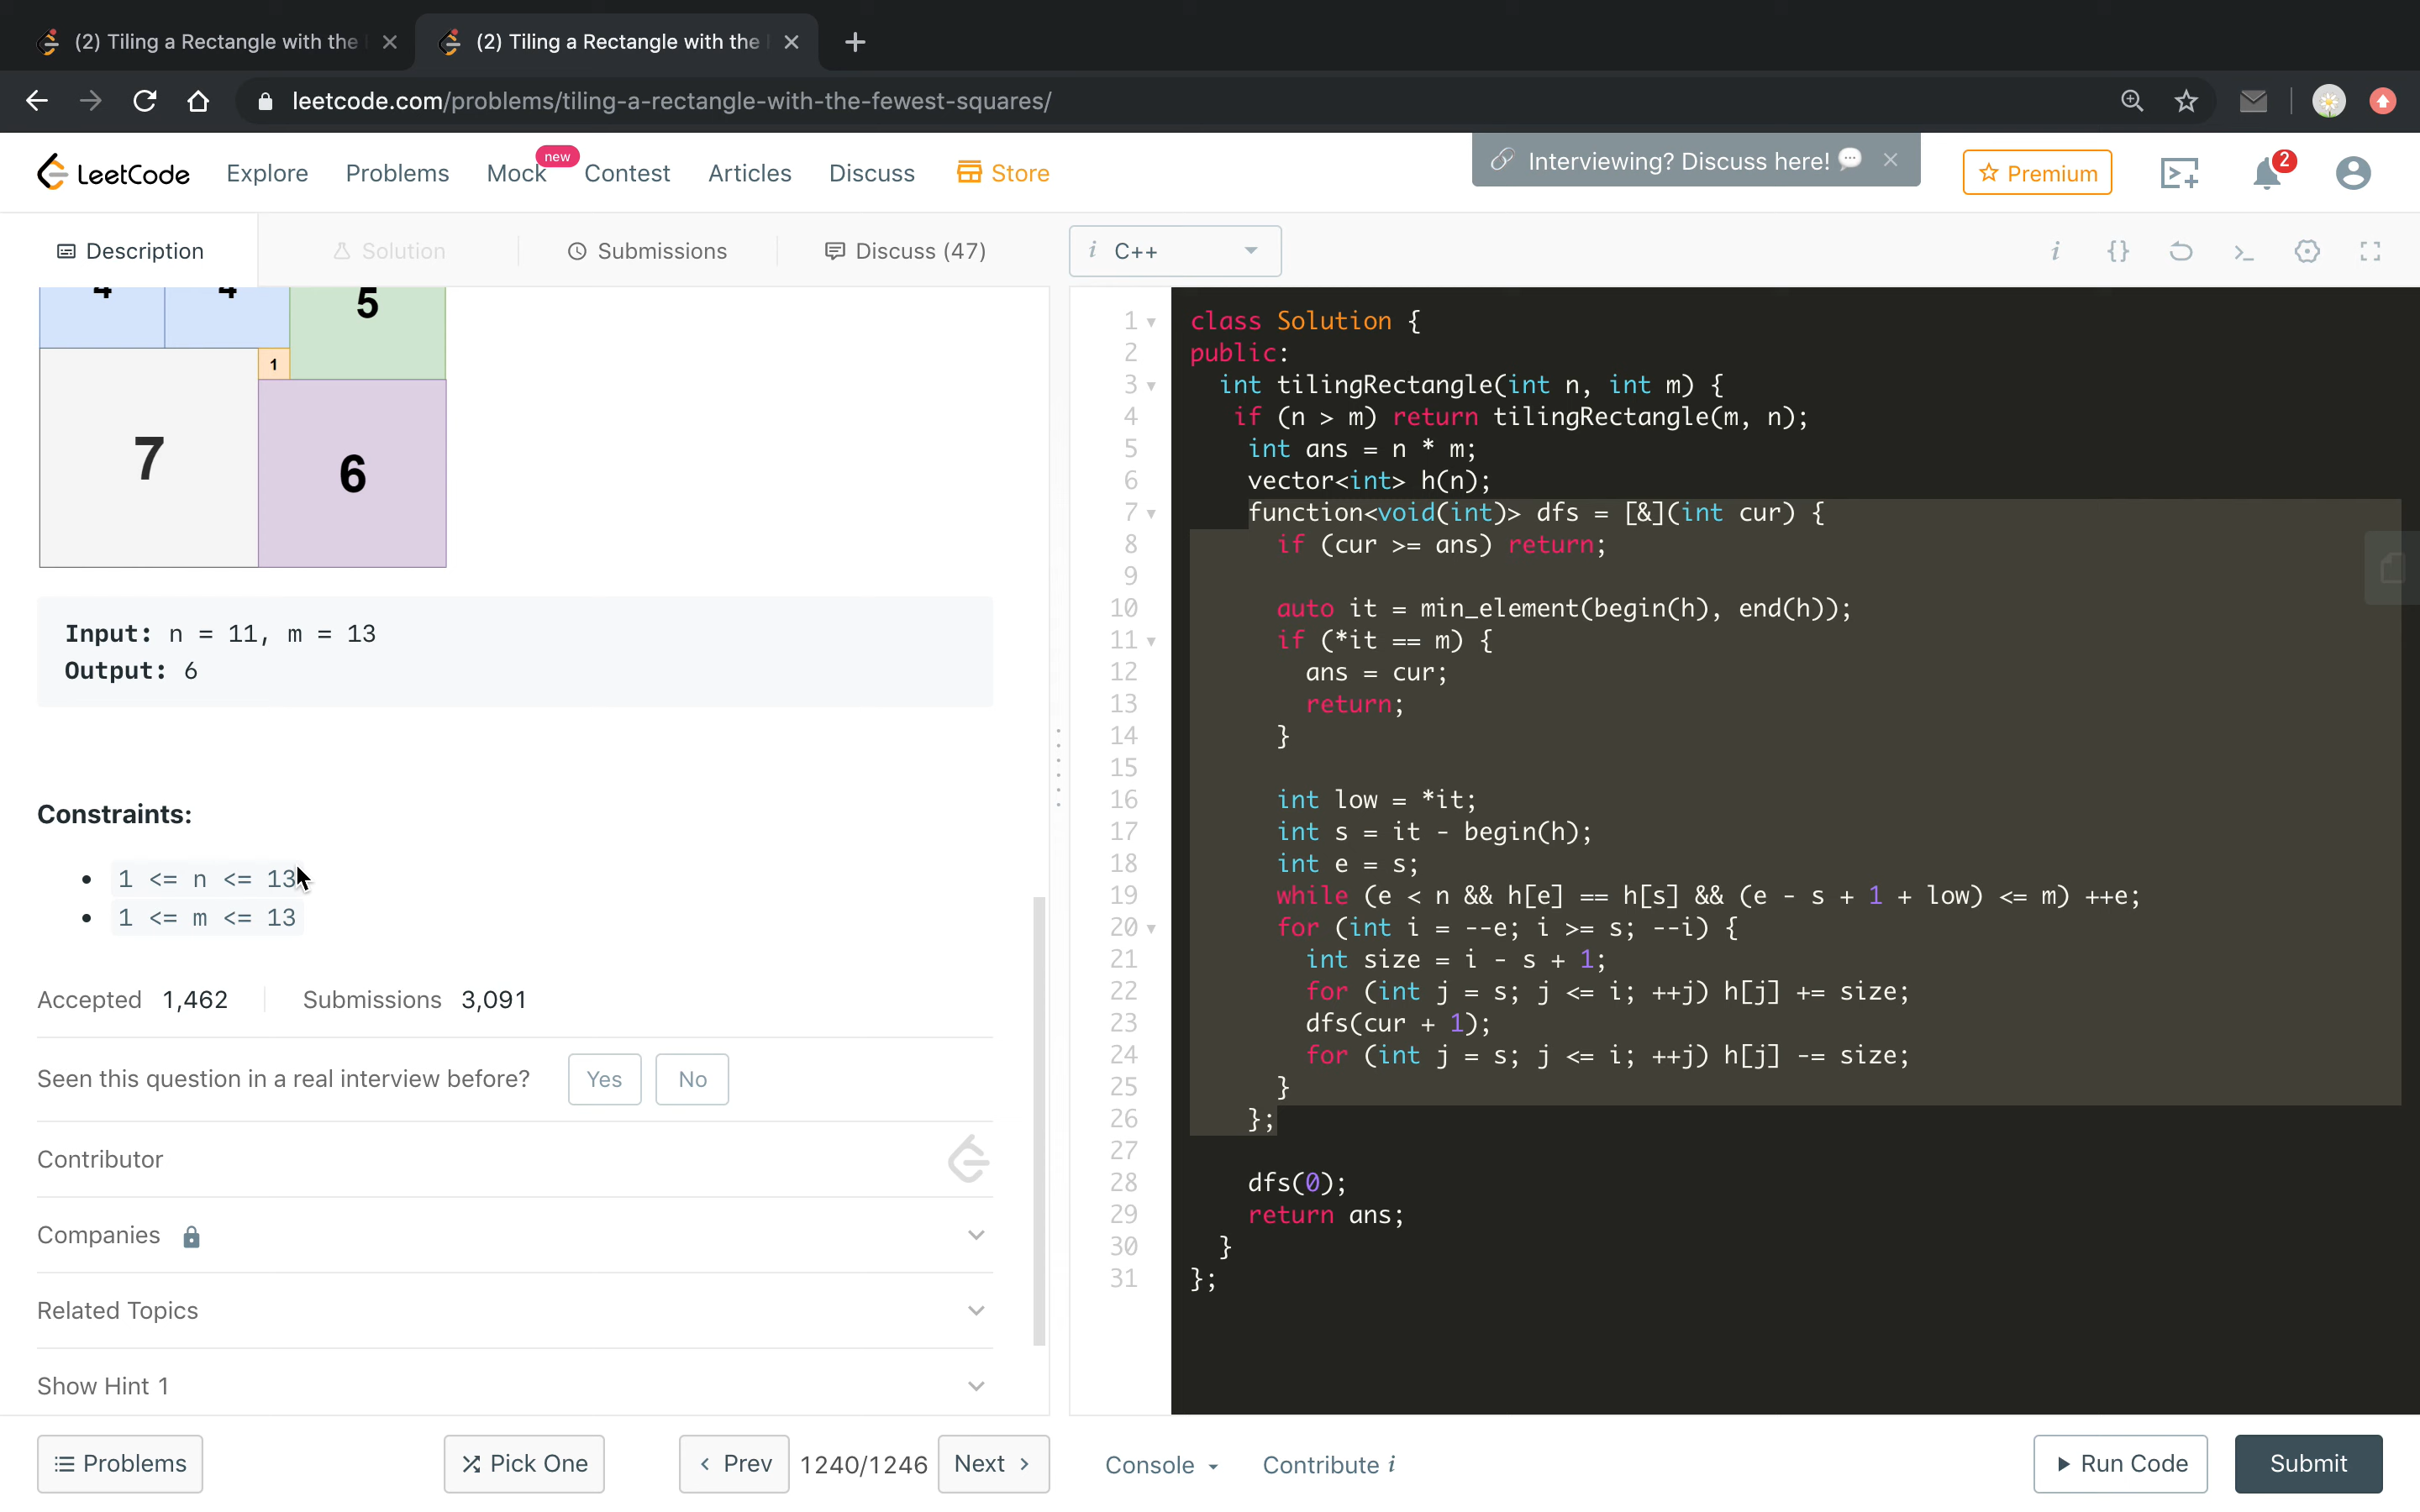 (2) Tiling a Rectangle with the
(2) Tiling a Rectangle with the
leetcode.com/problems/tiling-a-rectangle-with-the-fewest-squares/
LeetCode
Explore
Problems
Mock
new
Contest
Articles
Discuss
Store
Interviewing? Discuss here!
Premium
2
Description
Solution
Submissions
Discuss (47)
i C++
4 4 5
1
7
6
Input: n = 11, m = 13
Output: 6
Constraints:
• 1 <= n <= 13
• 1 <= m <= 13
Accepted 1,462
Submissions 3,091
Seen this question in a real interview before?
Yes
No
Contributor
Companies
Related Topics
Show Hint 1
Problems
Pick One
‹ Prev
1240/1246
Next ›
i {}
1 class Solution {
2 public:
3 int tilingRectangle(int n, int m) {
4 if (n > m) return tilingRectangle(m, n);
5 int ans = n * m;
6 vector<int> h(n);
7 function<void(int)> dfs = [&](int cur) {
8 if (cur >= ans) return;
9
10 auto it = min_element(begin(h), end(h));
11 if (*it == m) {
12 ans = cur;
13 return;
14 }
15
16 int low = *it;
17 int s = it - begin(h);
18 int e = s;
19 while (e < n && h[e] == h[s] && (e - s + 1 + low) <= m) ++e;
20 for (int i = --e; i >= s; --i) {
21 int size = i - s + 1;
22 for (int j = s; j <= i; ++j) h[j] += size;
23 dfs(cur + 1);
24 for (int j = s; j <= i; ++j) h[j] -= size;
25 }
26 };
27
28 dfs(0);
29 return ans;
30 }
31 };
Console
Contribute i
Run Code
Submit